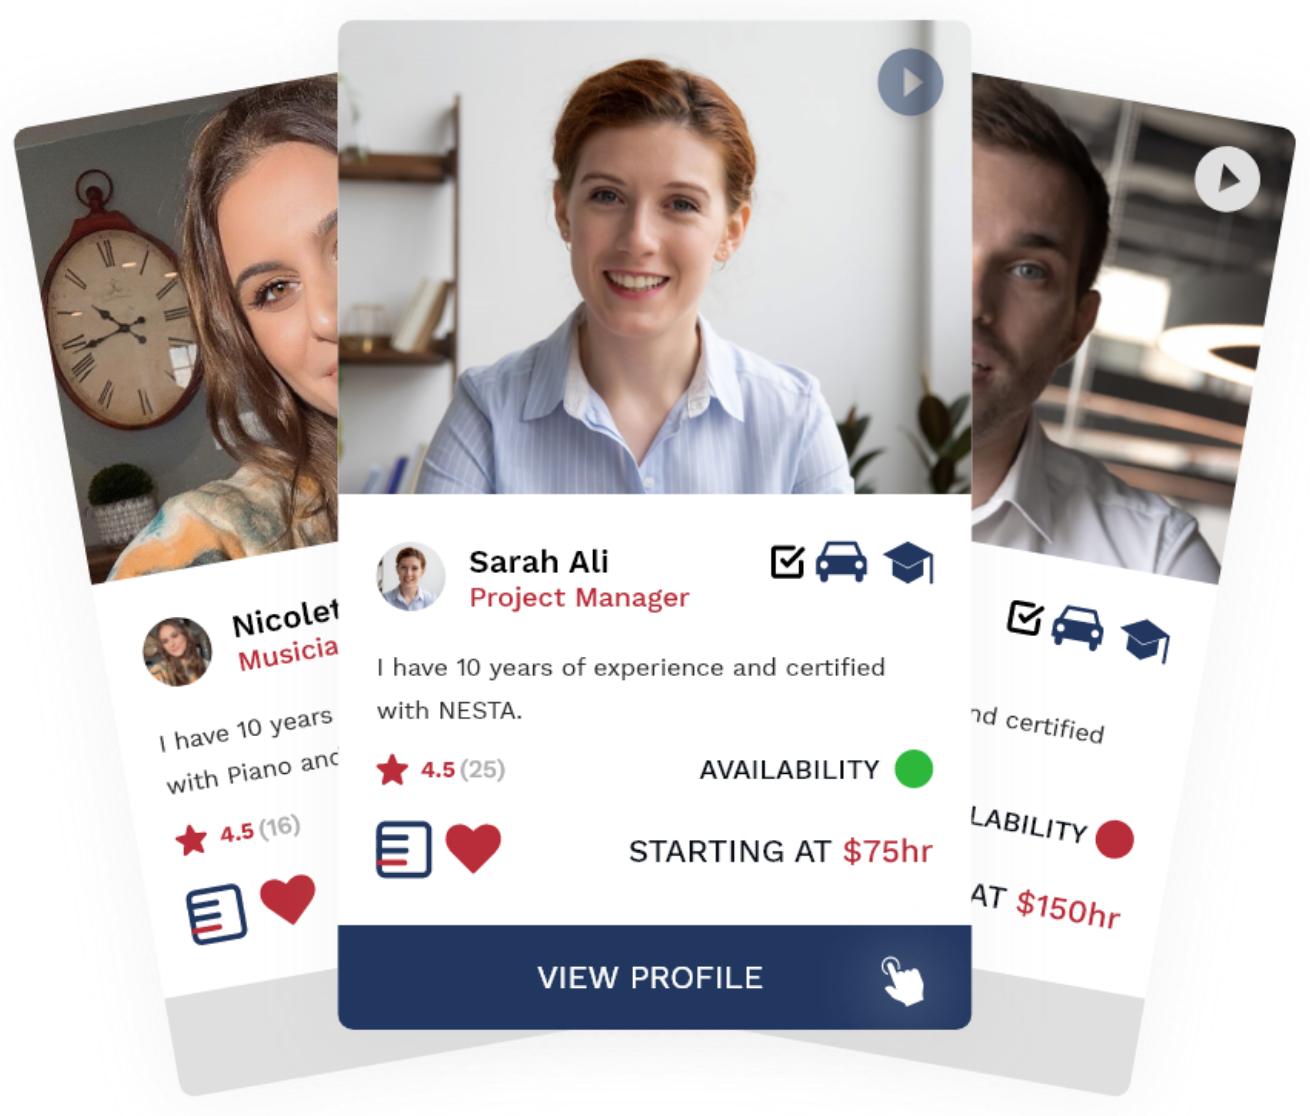 Sarah Ali
Project Manager
I have 10 years of experience and certified
with NESTA.
4.5 (25)
AVAILABILITY
STARTING AT $75hr
VIEW PROFILE
Nicolet
Musicia
I have 10 years
with Piano and
4.5 (16)
nd certified
LABILITY
AT $150hr